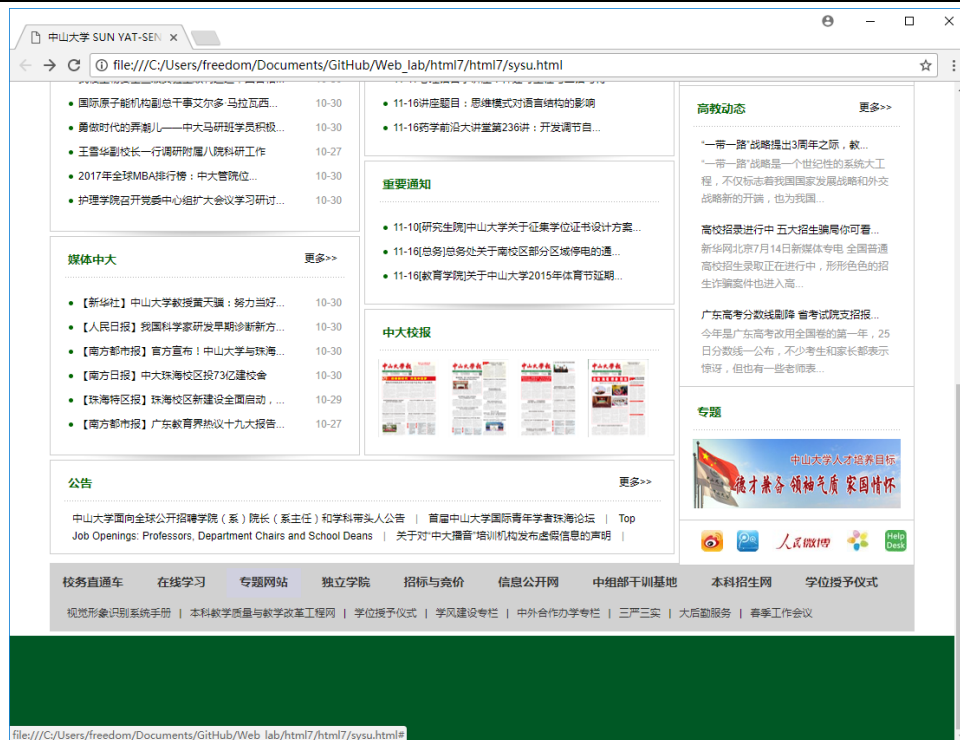 中山大学 SUN YAT-SEN
file:///C:/Users/freedom/Documents/GitHub/Web_lab/html7/html7/sysu.html
国际原子能机构副总干事艾尔多·马拉瓦西... 10-30
勇做时代的弄潮儿——中大马研班学员积极... 10-30
王雪华副校长一行调研附属八院科研工作 10-27
2017年全球MBA排行榜：中大管院位... 10-30
护理学院召开党委中心组扩大会议学习研讨... 10-30
媒体中大 更多>>
【新华社】中山大学教授黄天骥：努力当好... 10-30
【人民日报】我国科学家研发早期诊断新方... 10-30
【南方都市报】官方宣布！中山大学与珠海... 10-30
【南方日报】中大珠海校区投73亿建校舍 10-30
【珠海特区报】珠海校区新建设全面启动，... 10-29
【南方都市报】广东教育界热议十九大报告... 10-27
11-16讲座题目：思维模式对语言结构的影响
11-16药学前沿大讲堂第236讲：开发调节自...
重要通知
11-10[研究生院]中山大学关于征集学位证书设计方案...
11-16[总务]总务处关于南校区部分区域停电的通...
11-16[教育学院]关于中山大学2015年体育节延期...
中大校报
中山大学报 中山大学报 中山大学报 中山大学报
公告 更多>>
中山大学面向全球公开招聘学院（系）院长（系主任）和学科带头人公告 | 首届中山大学国际青年学者珠海论坛 | Top
Job Openings: Professors, Department Chairs and School Deans | 关于对“中大播音”培训机构发布虚假信息的声明 |
高教动态 更多>>
“一带一路”战略提出3周年之际，教...
“一带一路”战略是一个世纪性的系统大工
程，不仅标志着我国国家发展战略和外交
战略新的开端，也为我国...
高校招录进行中 五大招生骗局你可看...
新华网北京7月14日新媒体专电 全国普通
高校招生录取正在进行中，形形色色的招
生诈骗案件也进入高...
广东高考分数线剧降 省考试院支招报...
今年是广东高考改用全国卷的第一年，25
日分数线一公布，不少考生和家长都表示
惊讶，但也有一些老师表...
专题
中山大学人才培养目标
德才兼备 领袖气质 家国情怀
人民微博 Help
Desk
校务直通车 在线学习 专题网站 独立学院 招标与竞价 信息公开网 中组部干训基地 本科招生网 学位授予仪式
视觉形象识别系统手册 | 本科教学质量与教学改革工程网 | 学位授予仪式 | 学风建设专栏 | 中外合作办学专栏 | 三严三实 | 大后勤服务 | 春季工作会议
file:///C:/Users/freedom/Documents/GitHub/Web_lab/html7/html7/sysu.html#